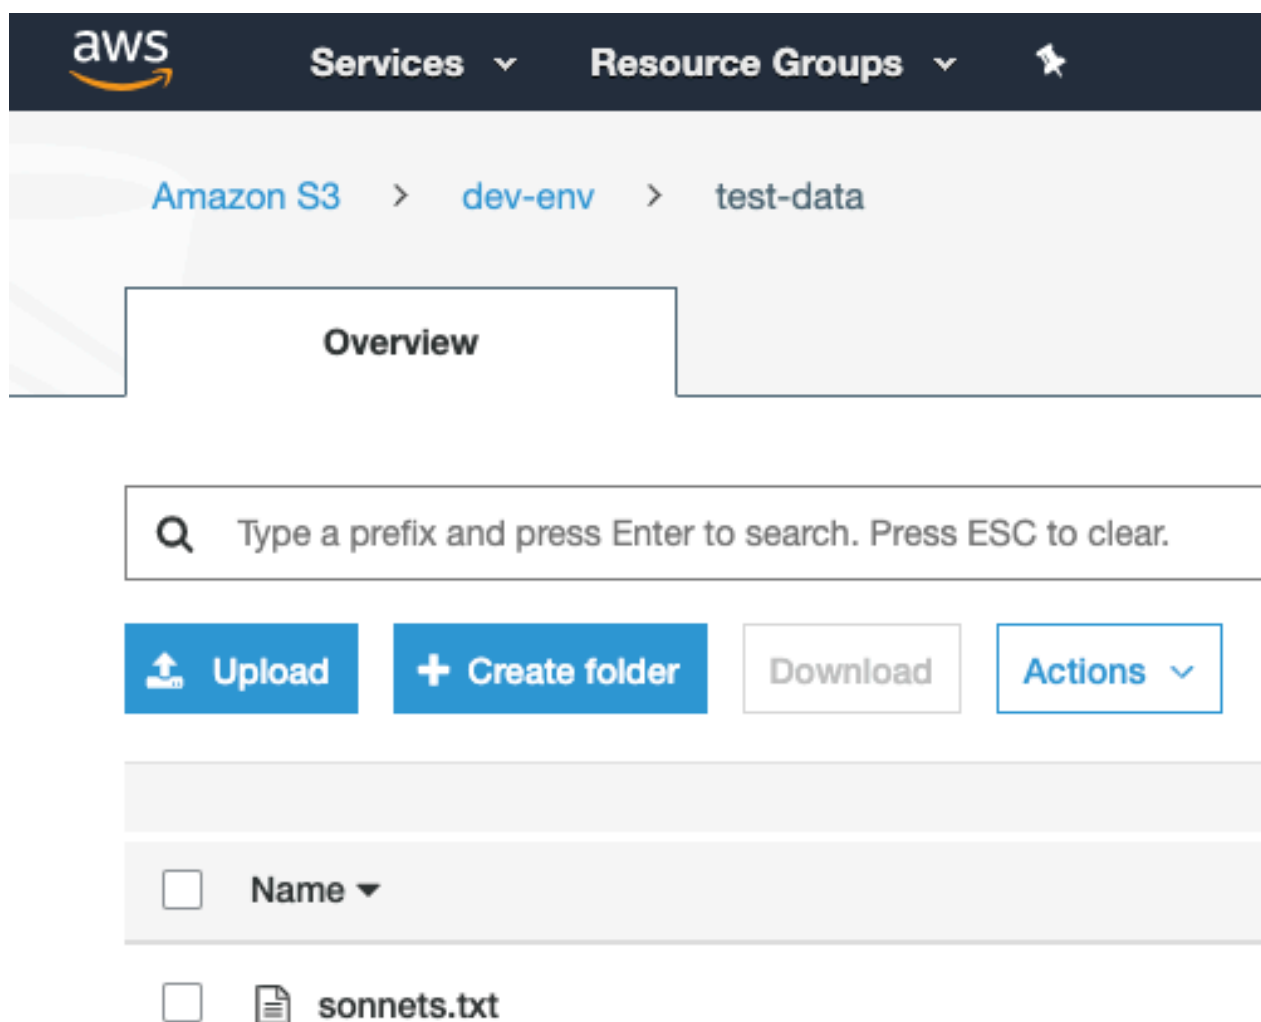 aws Services Resource Groups
Amazon S3 > dev-env > test-data
Overview
Type a prefix and press Enter to search. Press ESC to clear.
Upload + Create folder Download Actions
Name
sonnets.txt